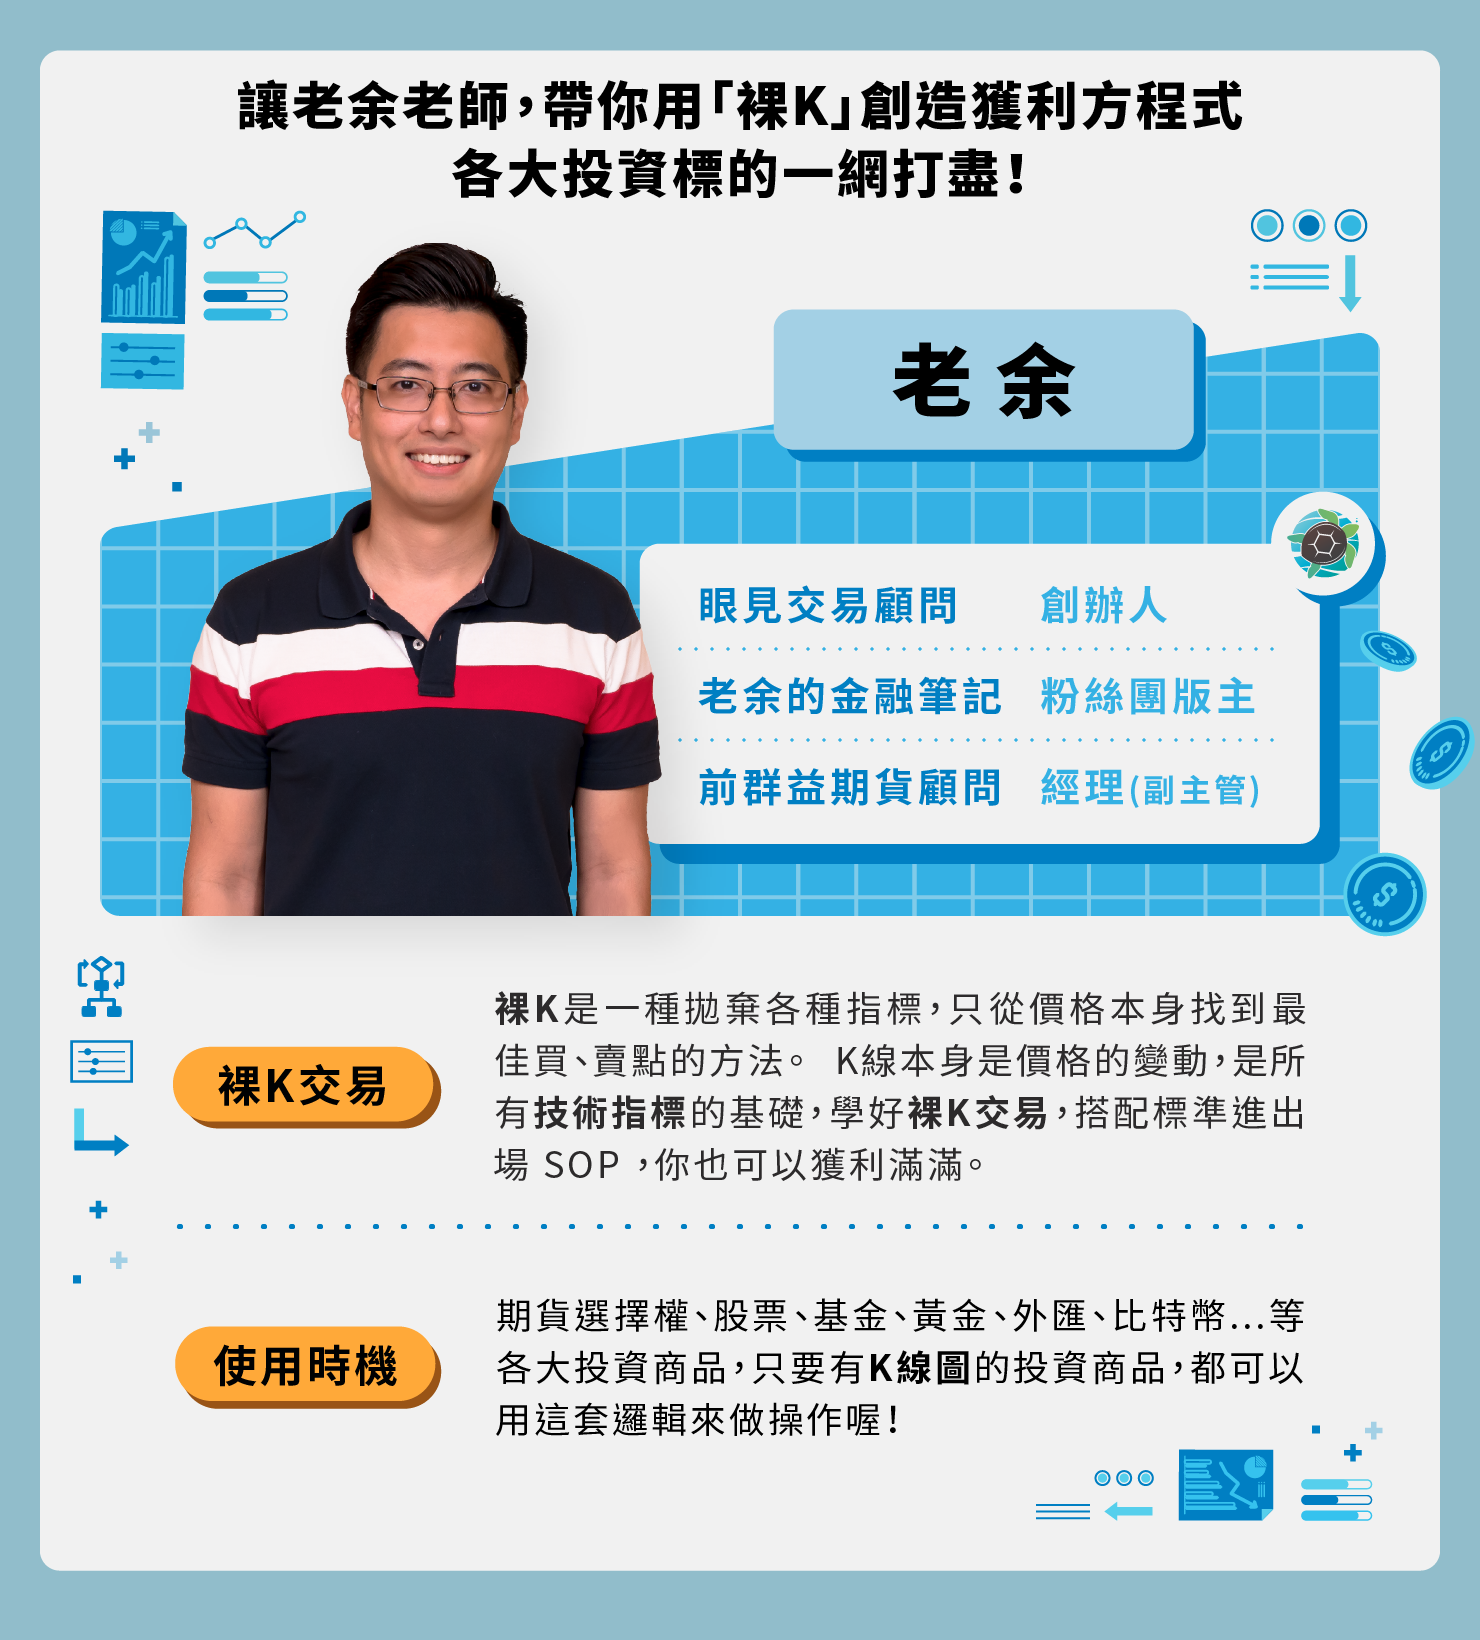 讓老余老師，帶你用「裸K」創造獲利方程式
各大投資標的一網打盡！
老余
眼見交易顧問 創辦人
老余的金融筆記 粉絲團版主
前群益期貨顧問 經理(副主管)
裸K交易
裸K是一種拋棄各種指標，只從價格本身找到最
佳買、賣點的方法。 K線本身是價格的變動，是所
有技術指標的基礎，學好裸K交易，搭配標準進出
場 SOP ，你也可以獲利滿滿。
使用時機
期貨選擇權、股票、基金、黃金、外匯、比特幣...等
各大投資商品，只要有K線圖的投資商品，都可以
用這套邏輯來做操作喔！